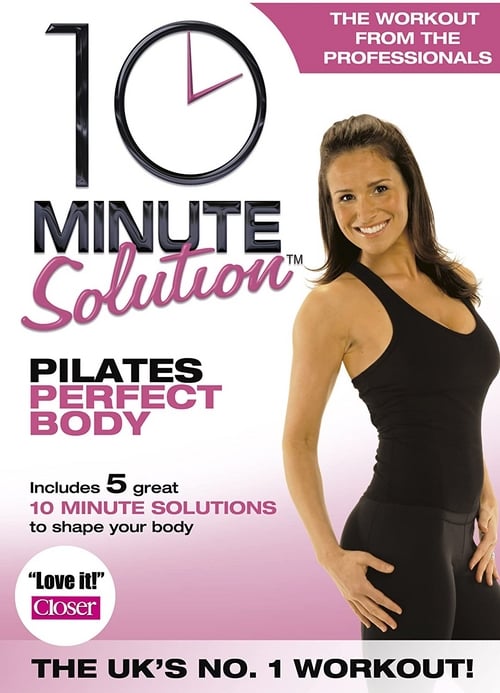 THE WORKOUT
FROM THE
PROFESSIONALS
10
MINUTE
Solution™
PILATES
PERFECT
BODY
Includes 5 great
10 MINUTE SOLUTIONS
to shape your body
“Love it!”
Closer
THE UK'S NO. 1 WORKOUT!